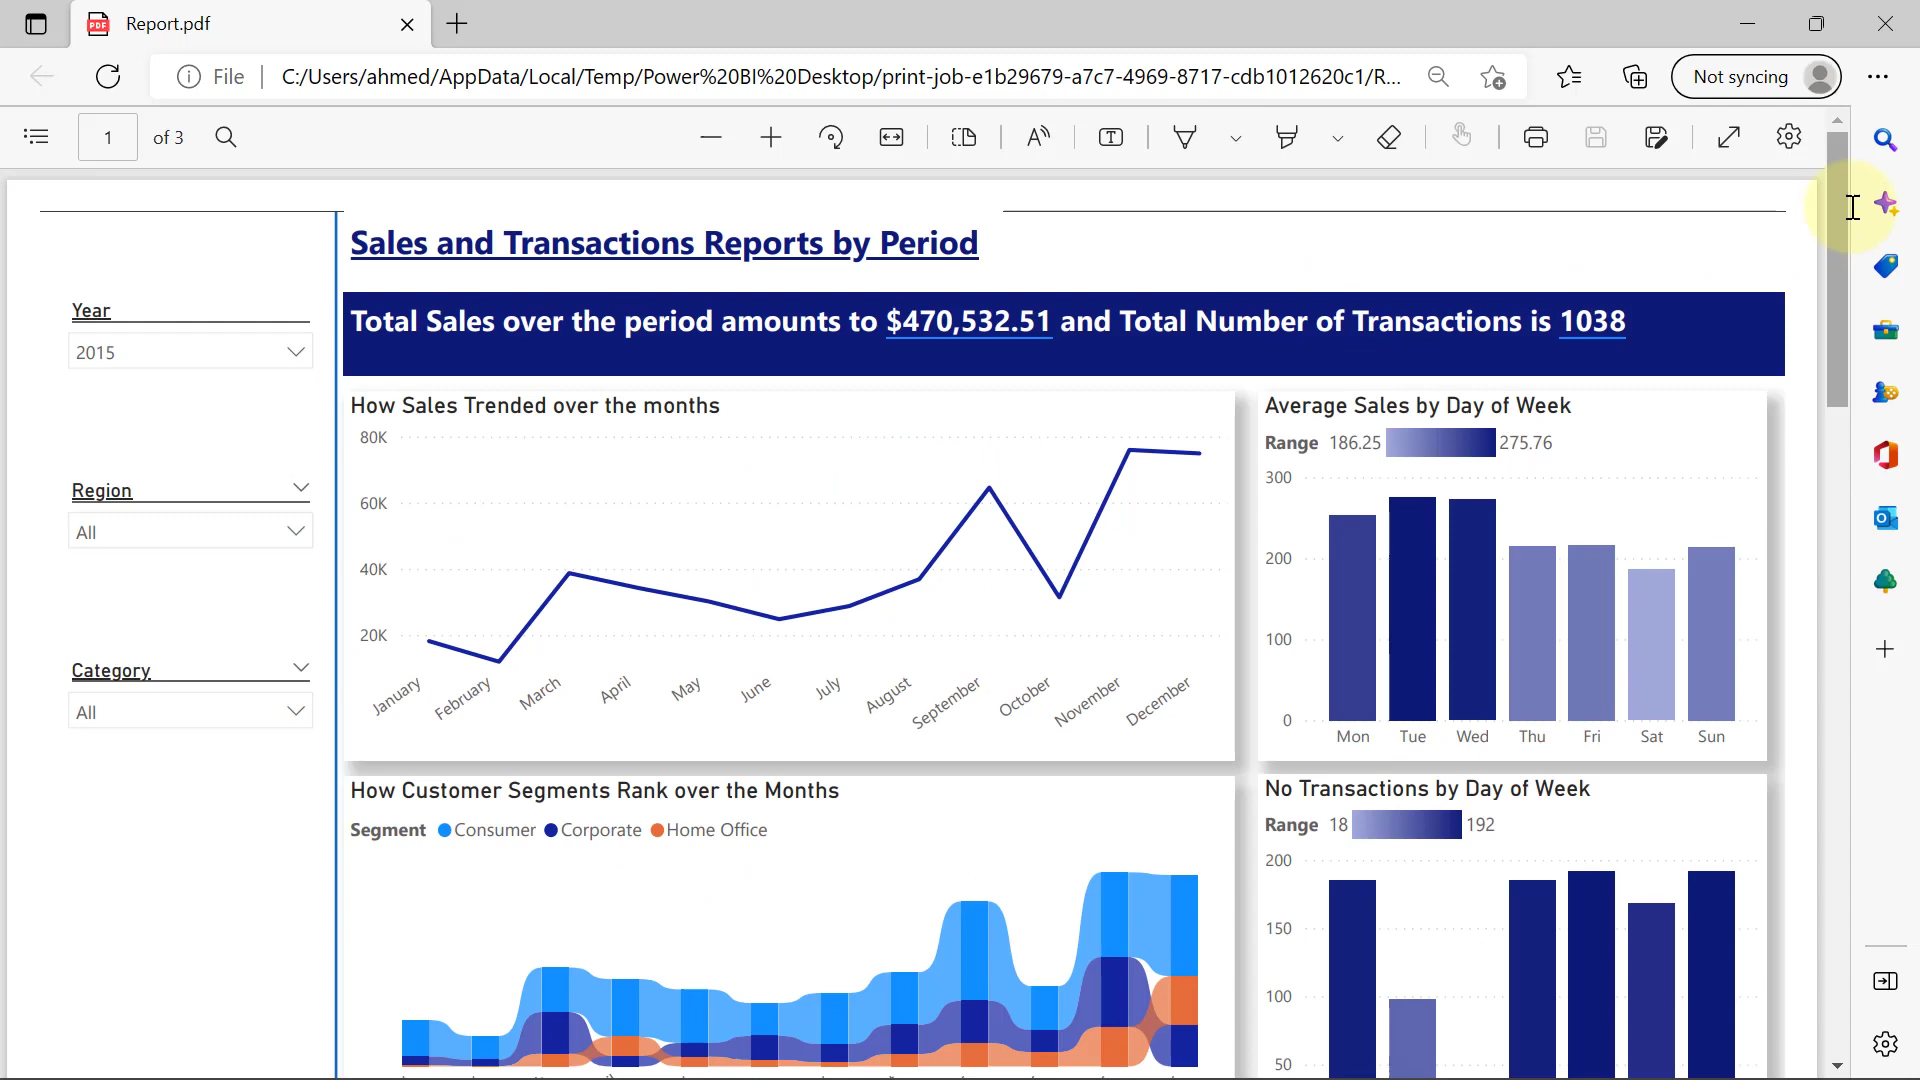 Report.pdf
File
C:/Users/ahmed/AppData/Local/Temp/Power%20BI%20Desktop/print-job-e1b29679-a7c7-4969-8717-cdb1012620c1/R...
Not syncing
1
of 3
Sales and Transactions Reports by Period
Total Sales over the period amounts to $470,532.51 and Total Number of Transactions is 1038
Year
2015
Region
All
Category
All
How Sales Trended over the months
80K
60K
40K
20K
January
February
March
April
May
June
July
August
September
October
November
December
Average Sales by Day of Week
Range 186.25 275.76
300
200
100
0
Mon Tue Wed Thu Fri Sat Sun
How Customer Segments Rank over the Months
Segment Consumer Corporate Home Office
No Transactions by Day of Week
Range 18 192
200
150
100
50